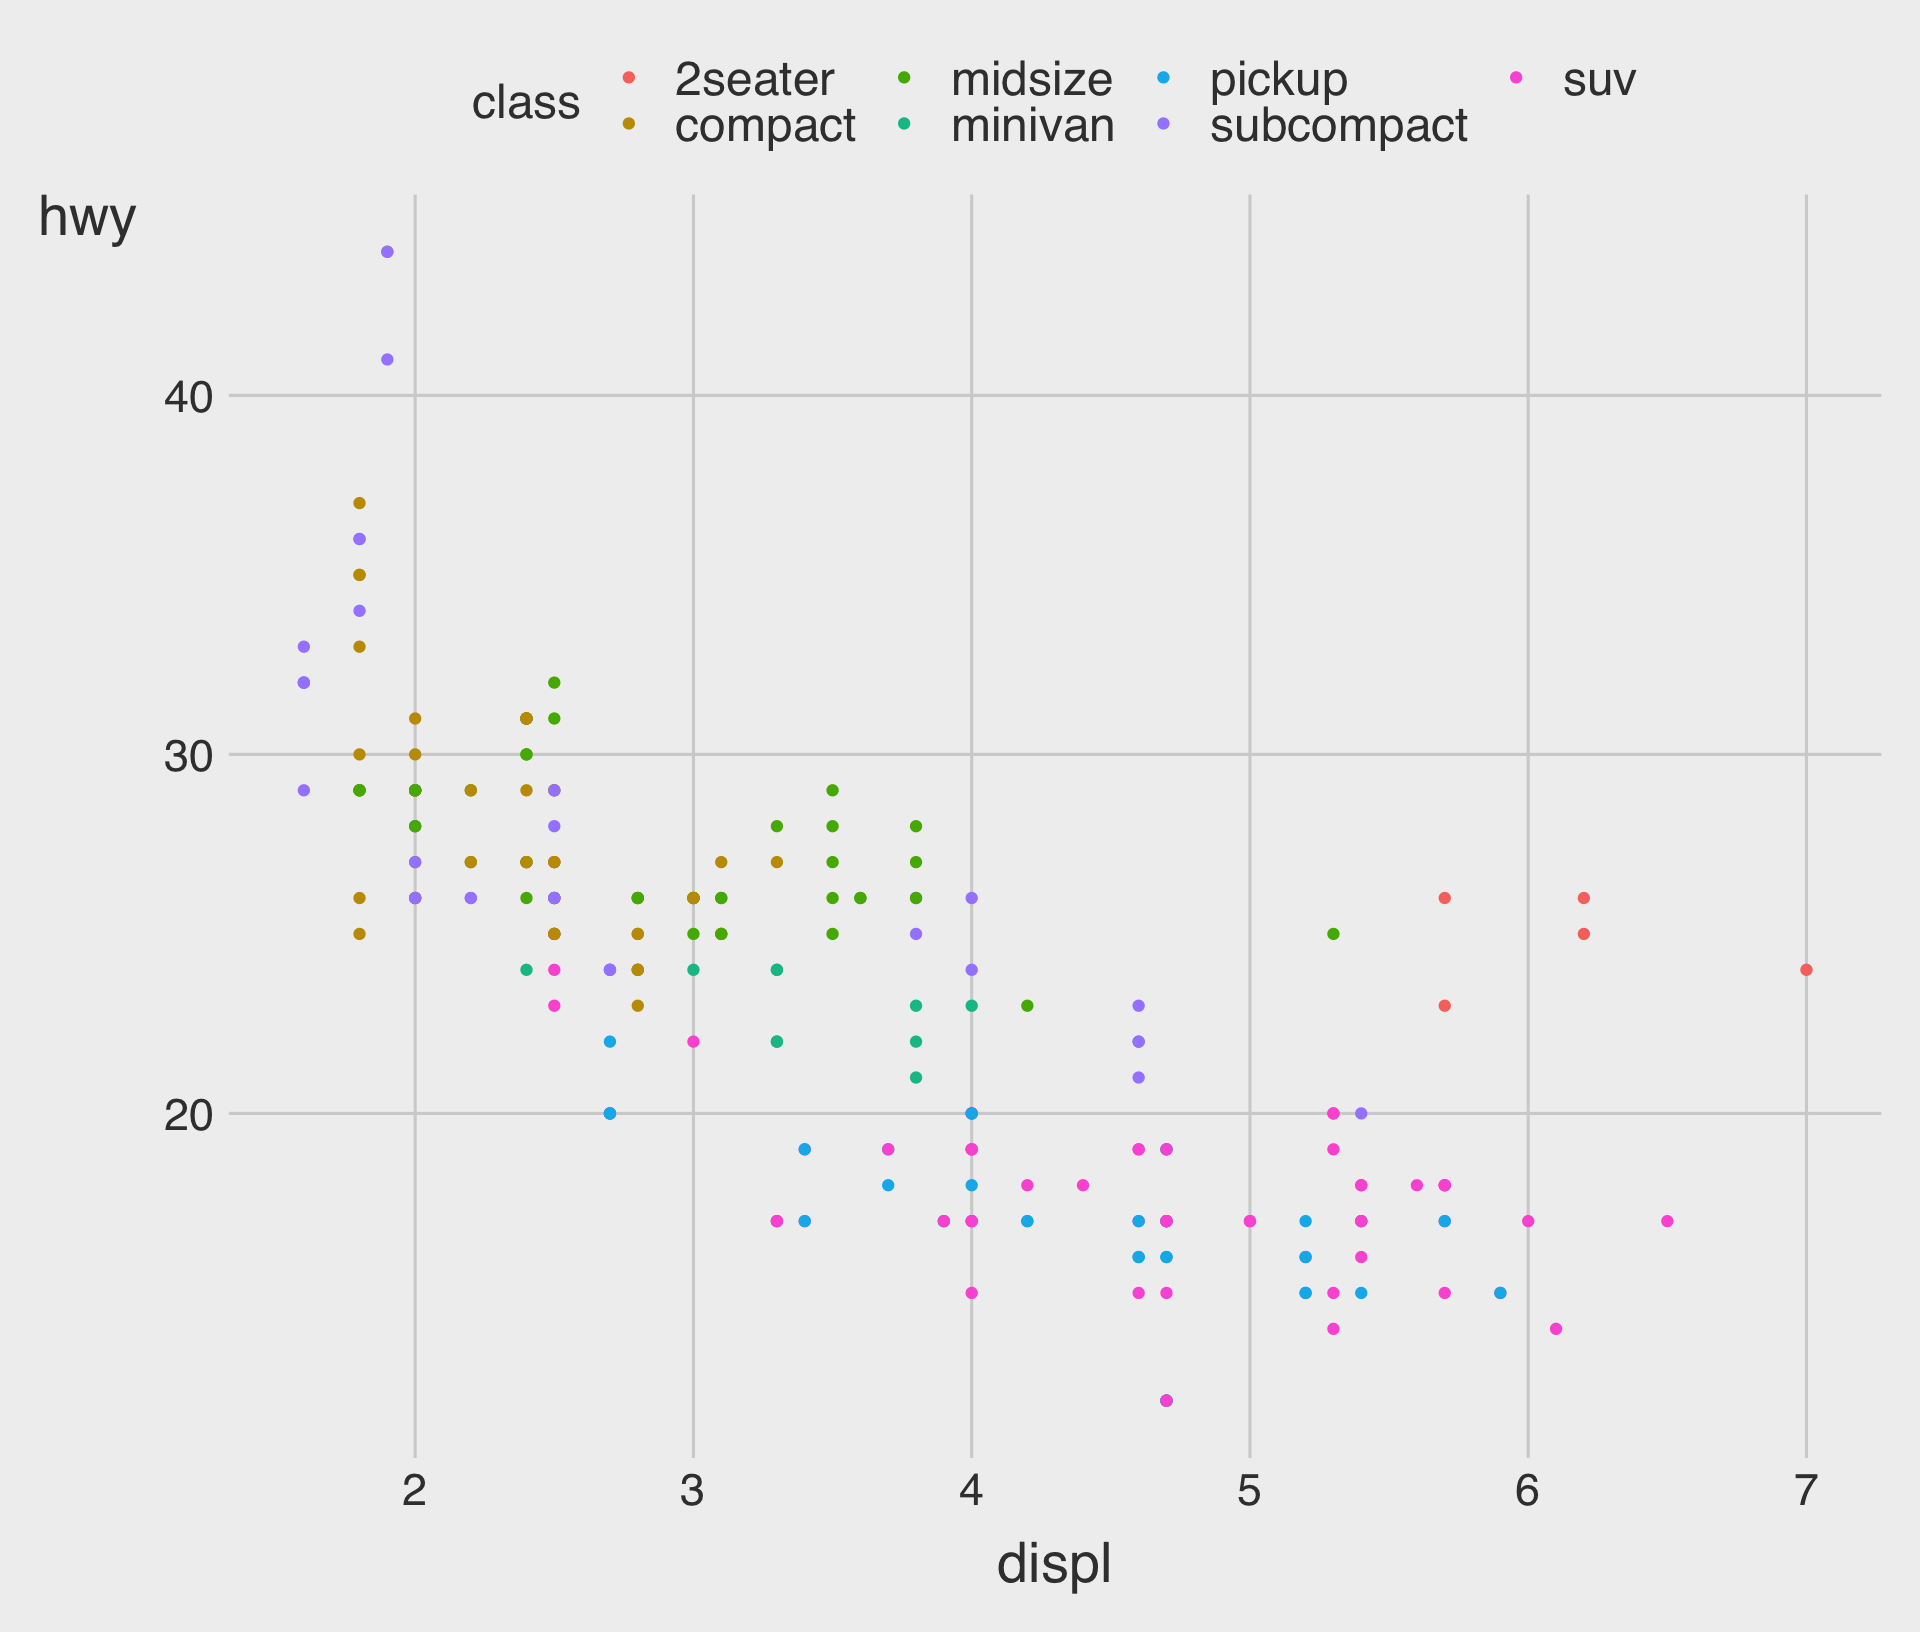 class
2seater midsize pickup suv
compact minivan subcompact
hwy
40
30
20
2 3 4 5 6 7
displ